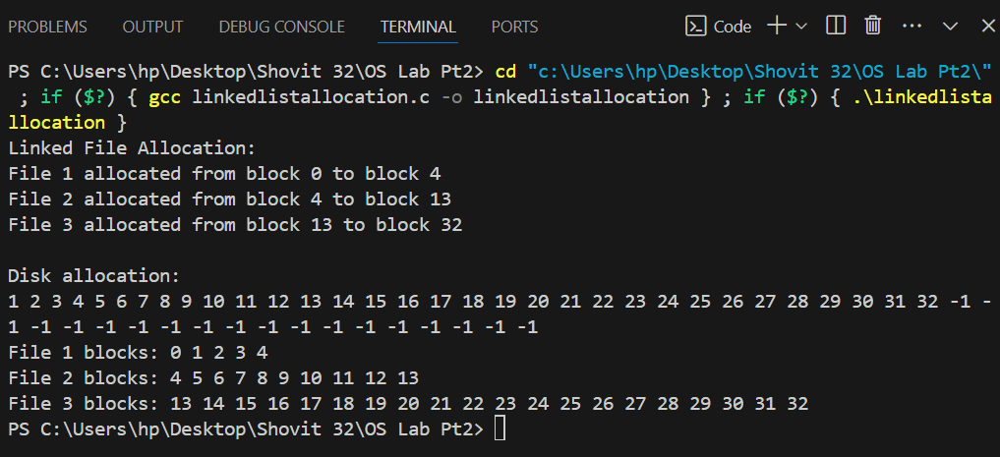 PROBLEMS OUTPUT DEBUG CONSOLE TERMINAL PORTS Code
PS C:\Users\hp\Desktop\Shovit 32\OS Lab Pt2> cd "c:\Users\hp\Desktop\Shovit 32\OS Lab Pt2\"
 ; if ($?) { gcc linkedlistallocation.c -o linkedlistallocation } ; if ($?) { .\linkedlista
llocation }
Linked File Allocation:
File 1 allocated from block 0 to block 4
File 2 allocated from block 4 to block 13
File 3 allocated from block 13 to block 32

Disk allocation:
1 2 3 4 5 6 7 8 9 10 11 12 13 14 15 16 17 18 19 20 21 22 23 24 25 26 27 28 29 30 31 32 -1 -
1 -1 -1 -1 -1 -1 -1 -1 -1 -1 -1 -1 -1 -1 -1 -1 -1
File 1 blocks: 0 1 2 3 4
File 2 blocks: 4 5 6 7 8 9 10 11 12 13
File 3 blocks: 13 14 15 16 17 18 19 20 21 22 23 24 25 26 27 28 29 30 31 32
PS C:\Users\hp\Desktop\Shovit 32\OS Lab Pt2>